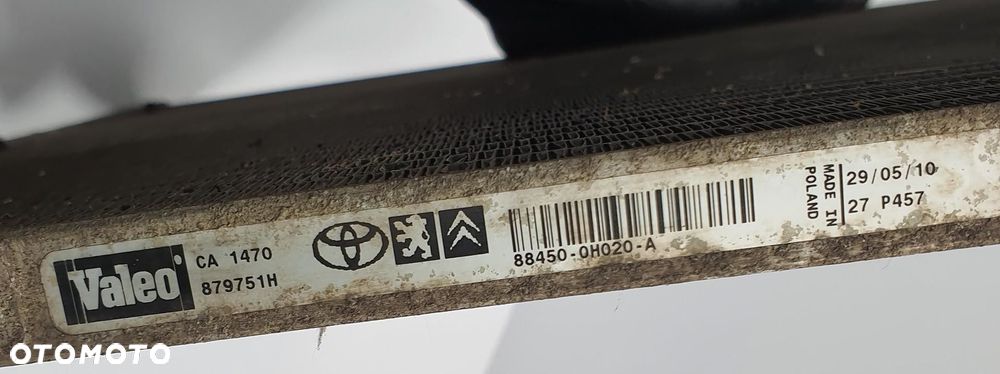 Valeo
CA 1470
879751H
88450-0H020-A
MADE IN
POLAND
29/05/10
27 P457
OTOMOTO